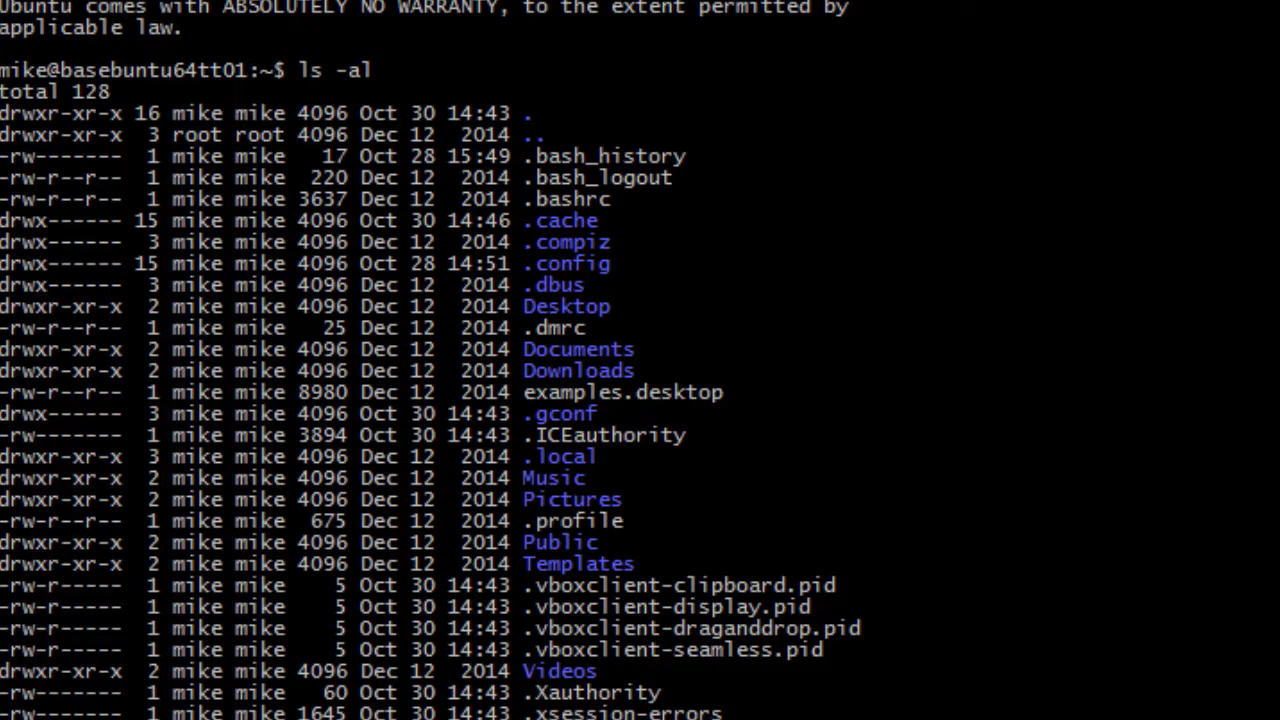 Ubuntu comes with ABSOLUTELY NO WARRANTY, to the extent permitted by
applicable law.
mike@basebuntu64tt01:~$ ls -al
total 128
drwxr-xr-x 16 mike mike 4096 Oct 30 14:43 .
drwxr-xr-x  3 root root 4096 Dec 12  2014 ..
-rw-------  1 mike mike   17 Oct 28 15:49 .bash_history
-rw-r--r--  1 mike mike  220 Dec 12  2014 .bash_logout
-rw-r--r--  1 mike mike 3637 Dec 12  2014 .bashrc
drwx------ 15 mike mike 4096 Oct 30 14:46 .cache
drwx------  3 mike mike 4096 Dec 12  2014 .compiz
drwx------ 15 mike mike 4096 Oct 28 14:51 .config
drwx------  3 mike mike 4096 Dec 12  2014 .dbus
drwxr-xr-x  2 mike mike 4096 Dec 12  2014 Desktop
-rw-r--r--  1 mike mike   25 Dec 12  2014 .dmrc
drwxr-xr-x  2 mike mike 4096 Dec 12  2014 Documents
drwxr-xr-x  2 mike mike 4096 Dec 12  2014 Downloads
-rw-r--r--  1 mike mike 8980 Dec 12  2014 examples.desktop
drwx------  3 mike mike 4096 Oct 30 14:43 .gconf
-rw-------  1 mike mike 3894 Oct 30 14:43 .ICEauthority
drwxr-xr-x  3 mike mike 4096 Dec 12  2014 .local
drwxr-xr-x  2 mike mike 4096 Dec 12  2014 Music
drwxr-xr-x  2 mike mike 4096 Dec 12  2014 Pictures
-rw-r--r--  1 mike mike  675 Dec 12  2014 .profile
drwxr-xr-x  2 mike mike 4096 Dec 12  2014 Public
drwxr-xr-x  2 mike mike 4096 Dec 12  2014 Templates
-rw-r-----  1 mike mike    5 Oct 30 14:43 .vboxclient-clipboard.pid
-rw-r-----  1 mike mike    5 Oct 30 14:43 .vboxclient-display.pid
-rw-r-----  1 mike mike    5 Oct 30 14:43 .vboxclient-draganddrop.pid
-rw-r-----  1 mike mike    5 Oct 30 14:43 .vboxclient-seamless.pid
drwxr-xr-x  2 mike mike 4096 Dec 12  2014 Videos
-rw-------  1 mike mike   60 Oct 30 14:43 .Xauthority
-rw-------  1 mike mike 1645 Oct 30 14:43 .xsession-errors